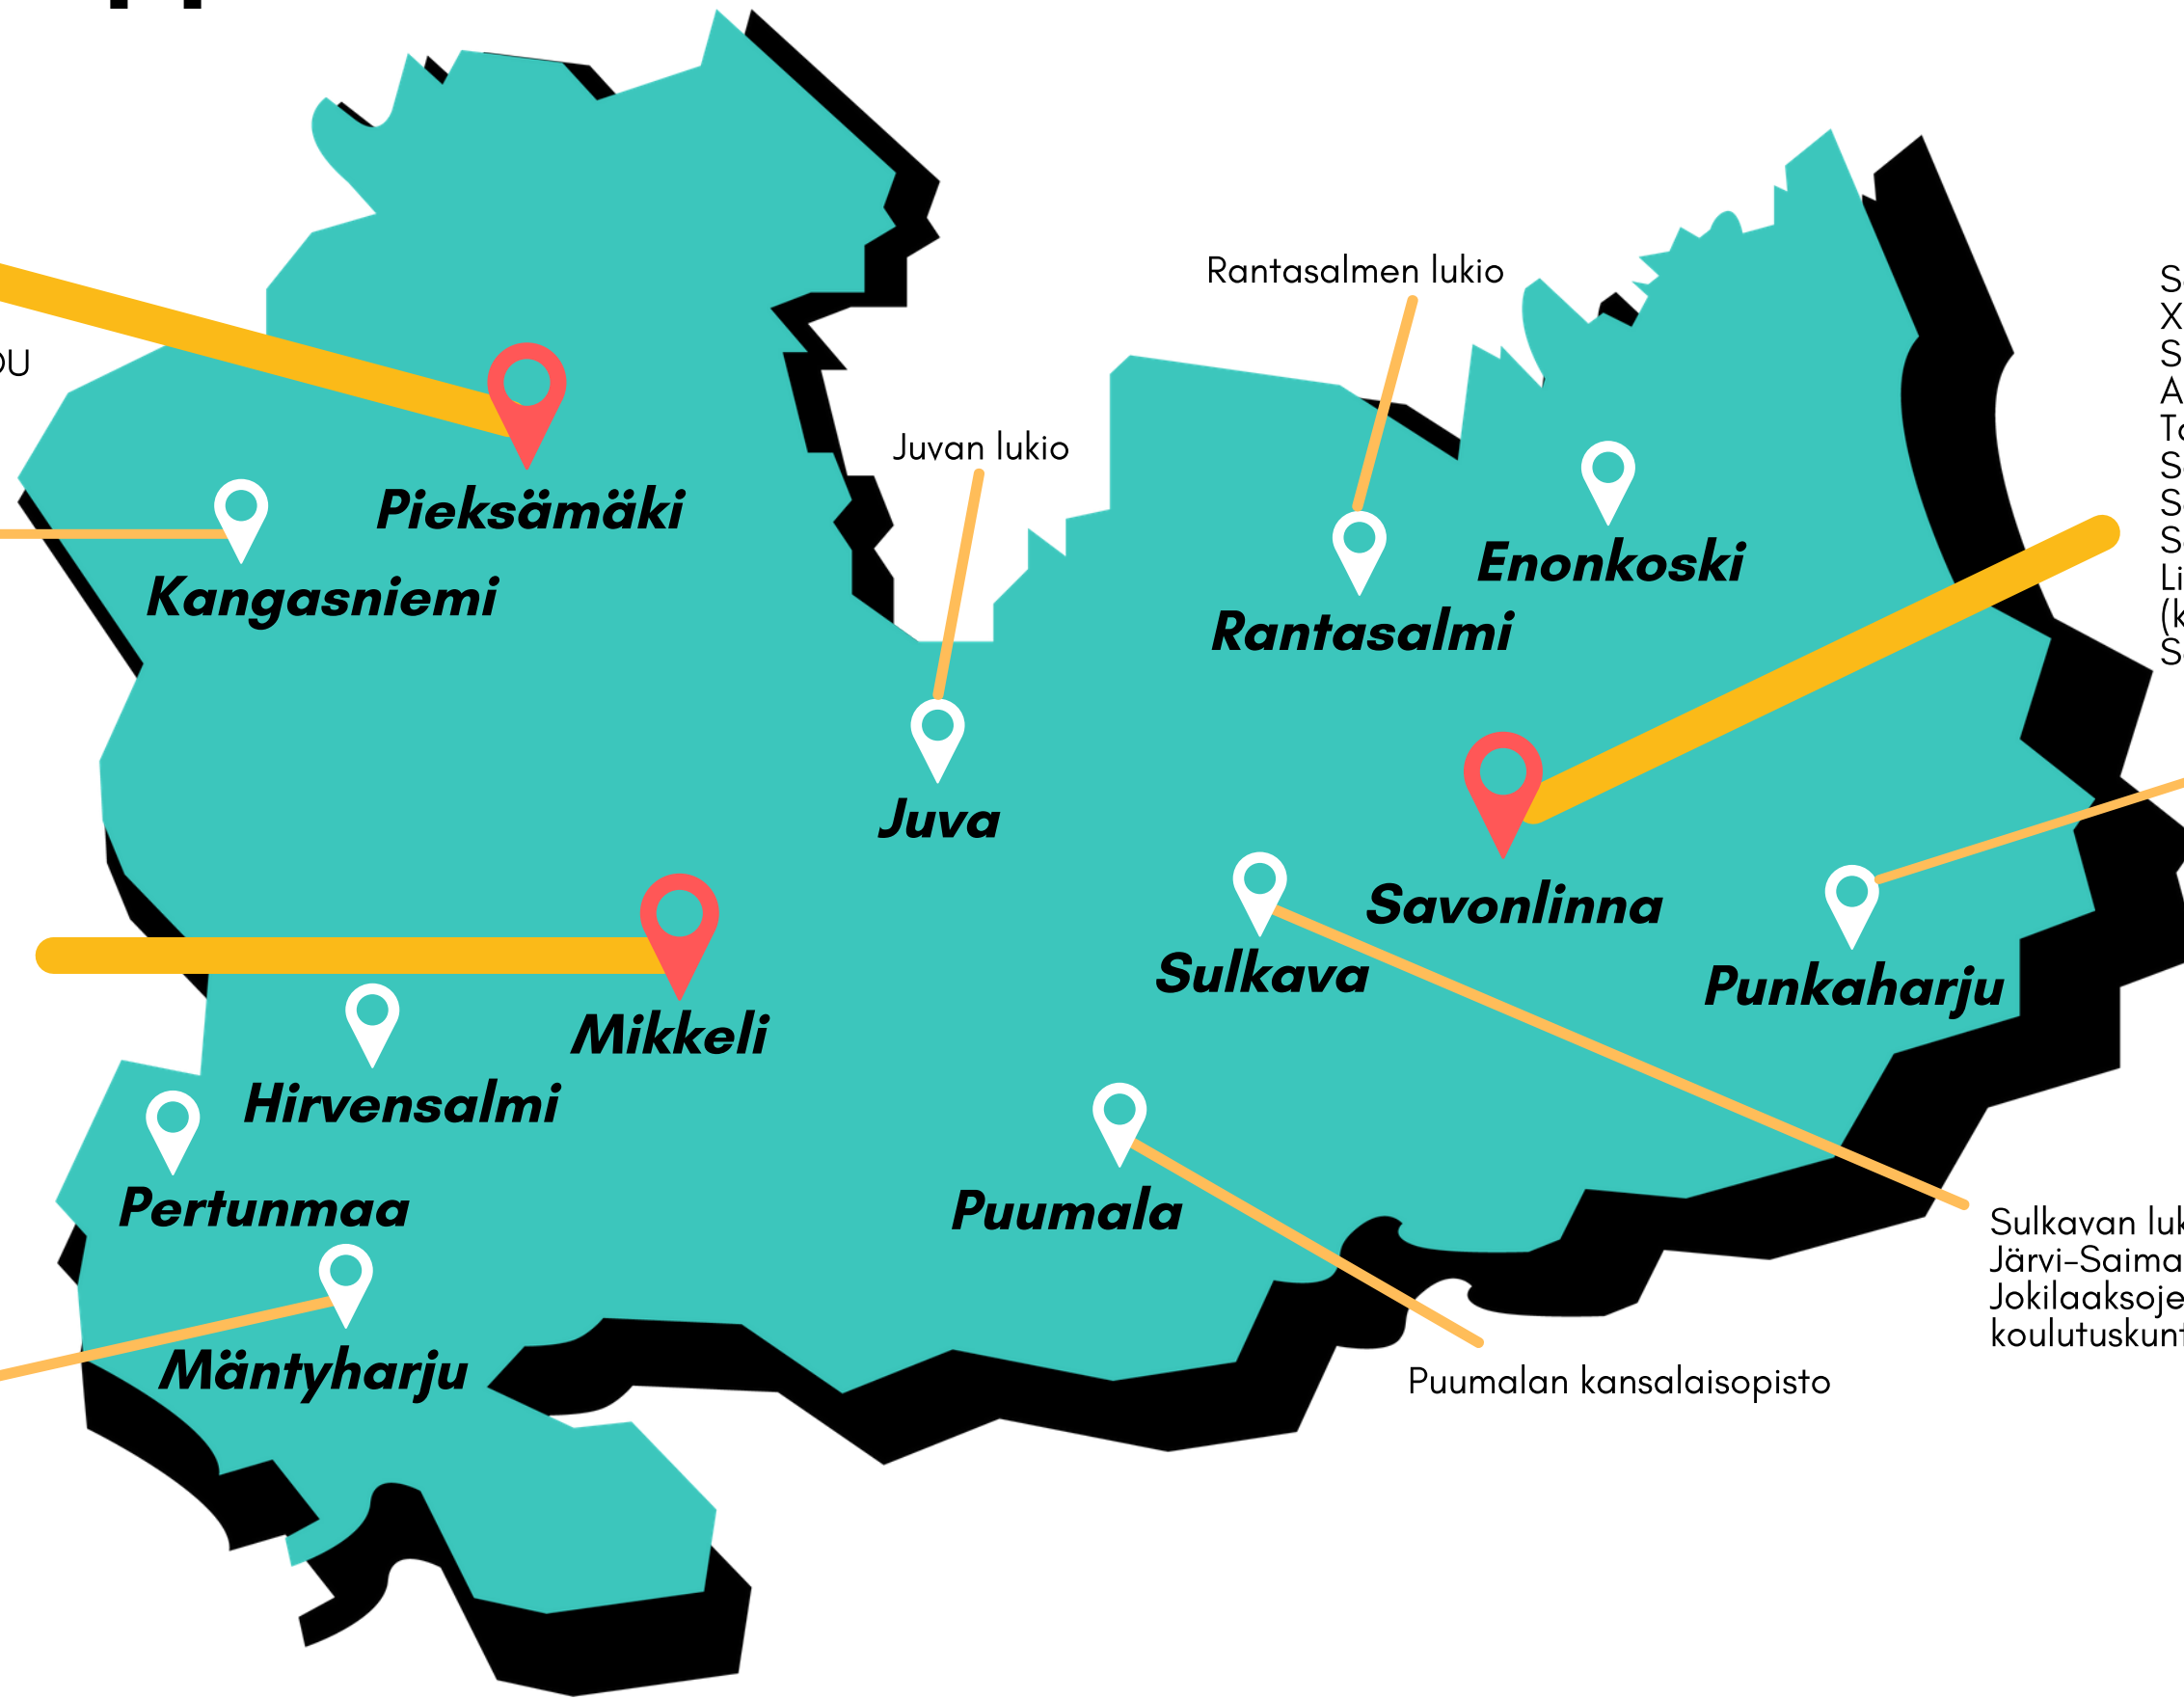 Rantasalmen lukio
Juvan lukio
Pieksämäki
Kangasniemi
Enonkoski
Rantasalmi
Juva
Savonlinna
Sulkava
Punkaharju
Mikkeli
Hirvensalmi
Pertunmaa
Puumala
Mäntyharju
Sulkavan
Puumalan kansalaisopisto